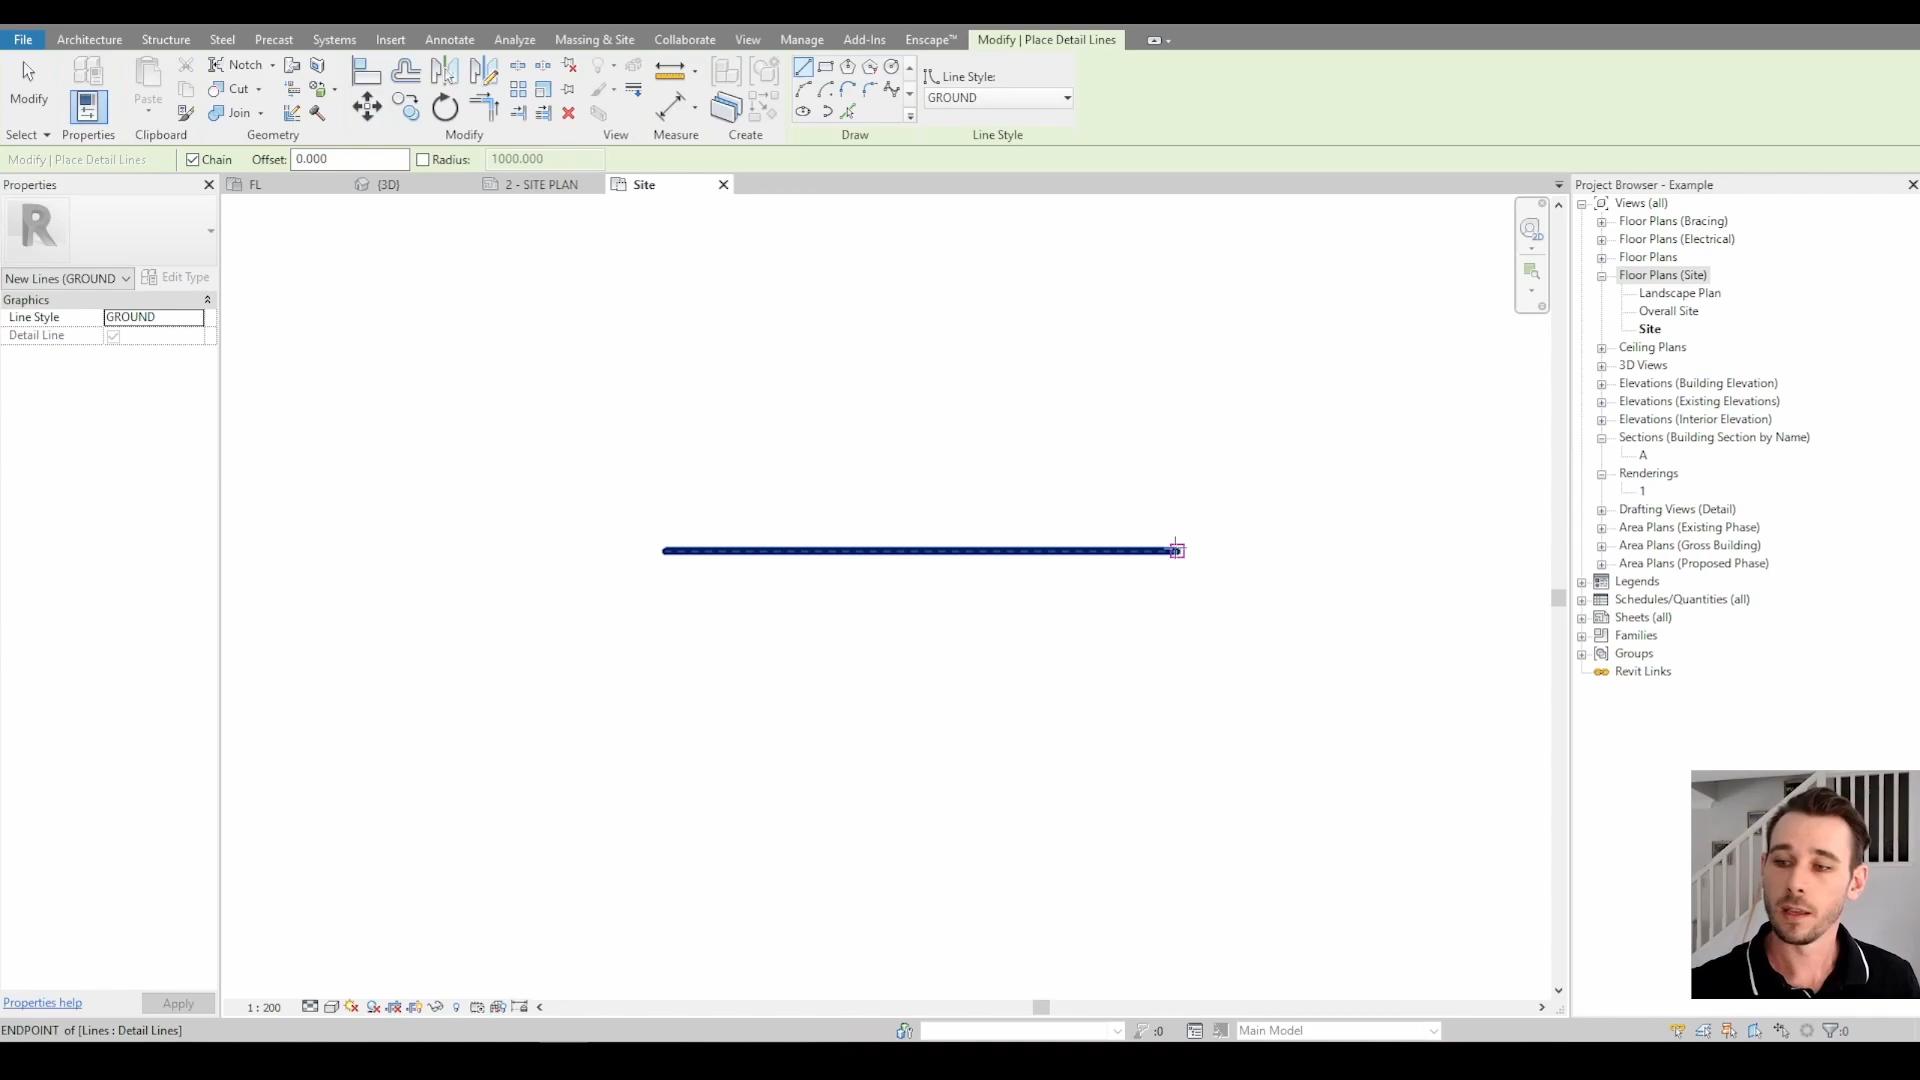 File Architecture Structure Steel Precast Systems Insert Annotate Analyze Massing & Site Collaborate View Manage Add-Ins Enscape™ Modify | Place Detail Lines
Modify
Paste
Notch
Cut
Join
Line Style:
GROUND
Select Properties Clipboard Geometry Modify View Measure Create Draw Line Style
Modify | Place Detail Lines Chain Offset: 0.000 Radius: 1000.000
Properties
FL {3D} 2 - SITE PLAN Site
R
New Lines (GROUND Edit Type
Graphics
Line Style GROUND
Detail Line
2D
Project Browser - Example
Views (all)
Floor Plans (Bracing)
Floor Plans (Electrical)
Floor Plans
Floor Plans (Site)
Landscape Plan
Overall Site
Site
Ceiling Plans
3D Views
Elevations (Building Elevation)
Elevations (Existing Elevations)
Elevations (Interior Elevation)
Sections (Building Section by Name)
A
Renderings
1
Drafting Views (Detail)
Area Plans (Existing Phase)
Area Plans (Gross Building)
Area Plans (Proposed Phase)
Legends
Schedules/Quantities (all)
Sheets (all)
Families
Groups
Revit Links
Properties help Apply
1 : 200
ENDPOINT of [Lines : Detail Lines]
:0
Main Model
:0